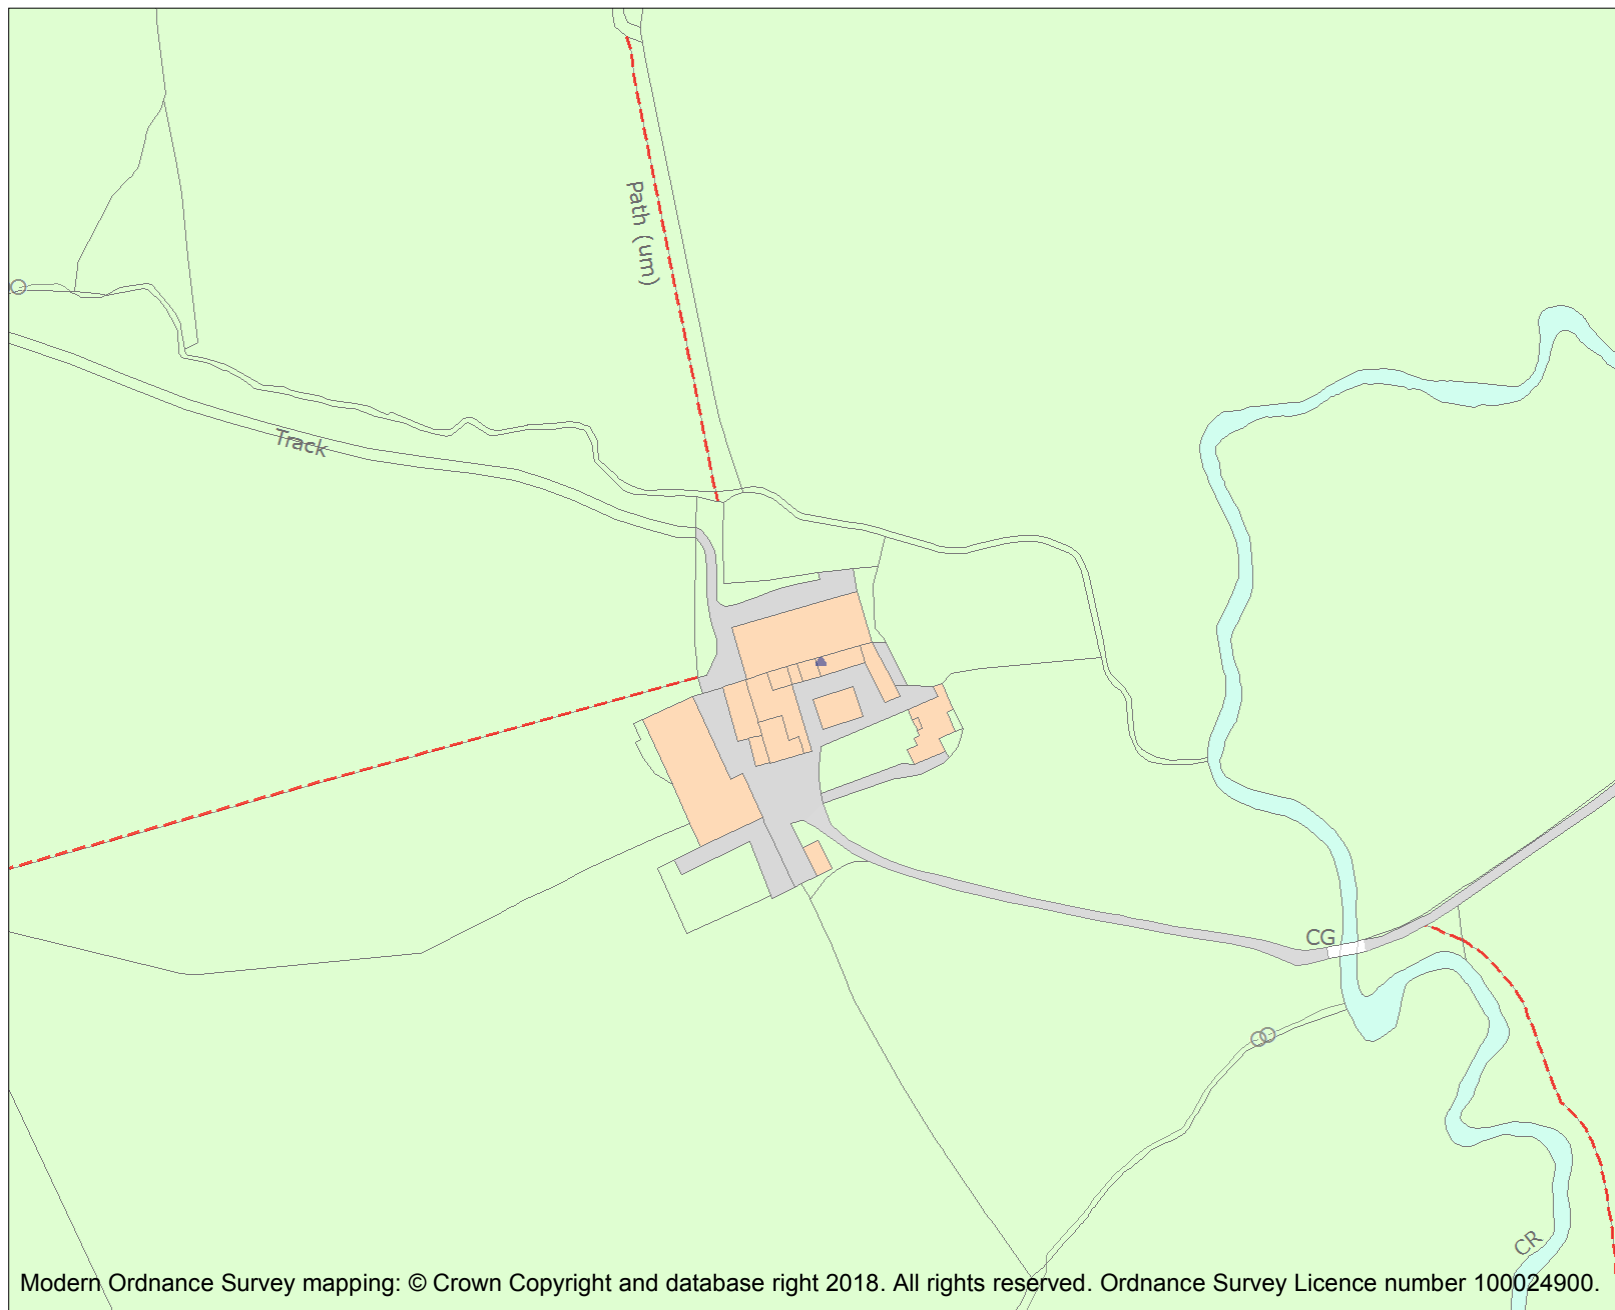 Path (um)
Track
CG
CR
Modern Ordnance Survey mapping: © Crown Copyright and database right 2018. All rights reserved. Ordnance Survey Licence number 100024900.